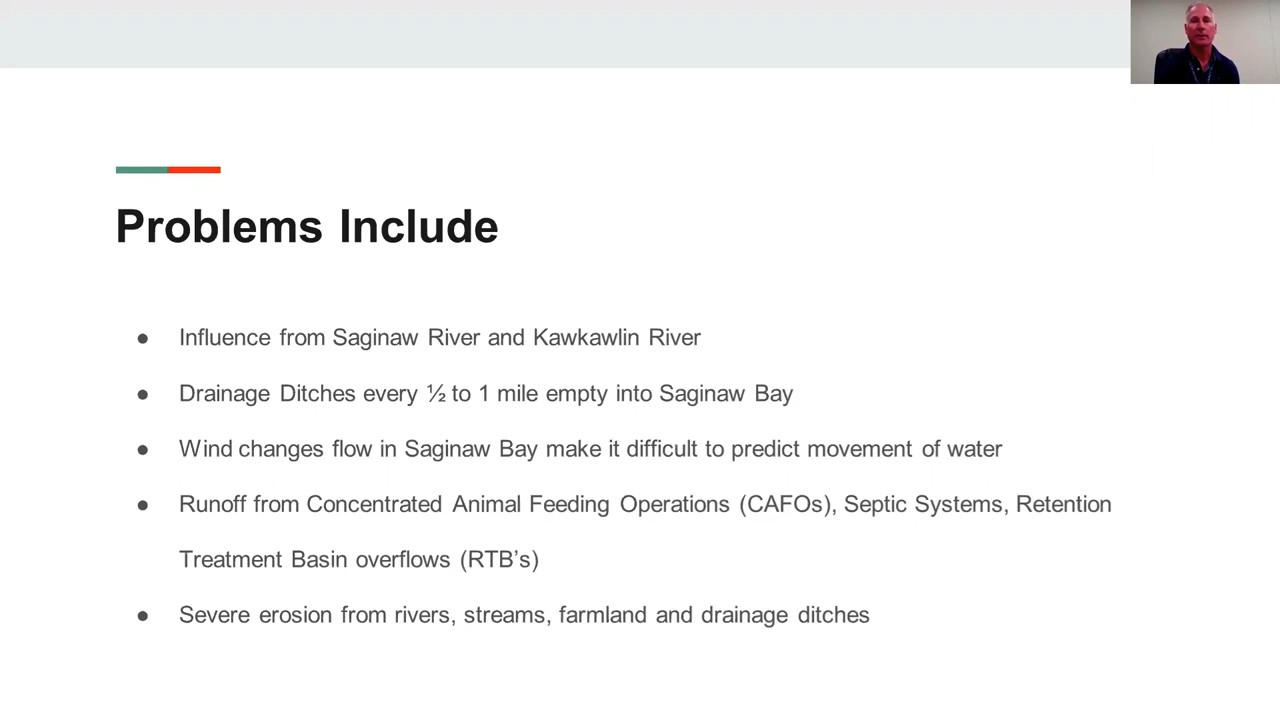 Problems Include
● Influence from Saginaw River and Kawkawlin River
● Drainage Ditches every ½ to 1 mile empty into Saginaw Bay
● Wind changes flow in Saginaw Bay make it difficult to predict movement of water
● Runoff from Concentrated Animal Feeding Operations (CAFOs), Septic Systems, Retention
Treatment Basin overflows (RTB’s)
● Severe erosion from rivers, streams, farmland and drainage ditches